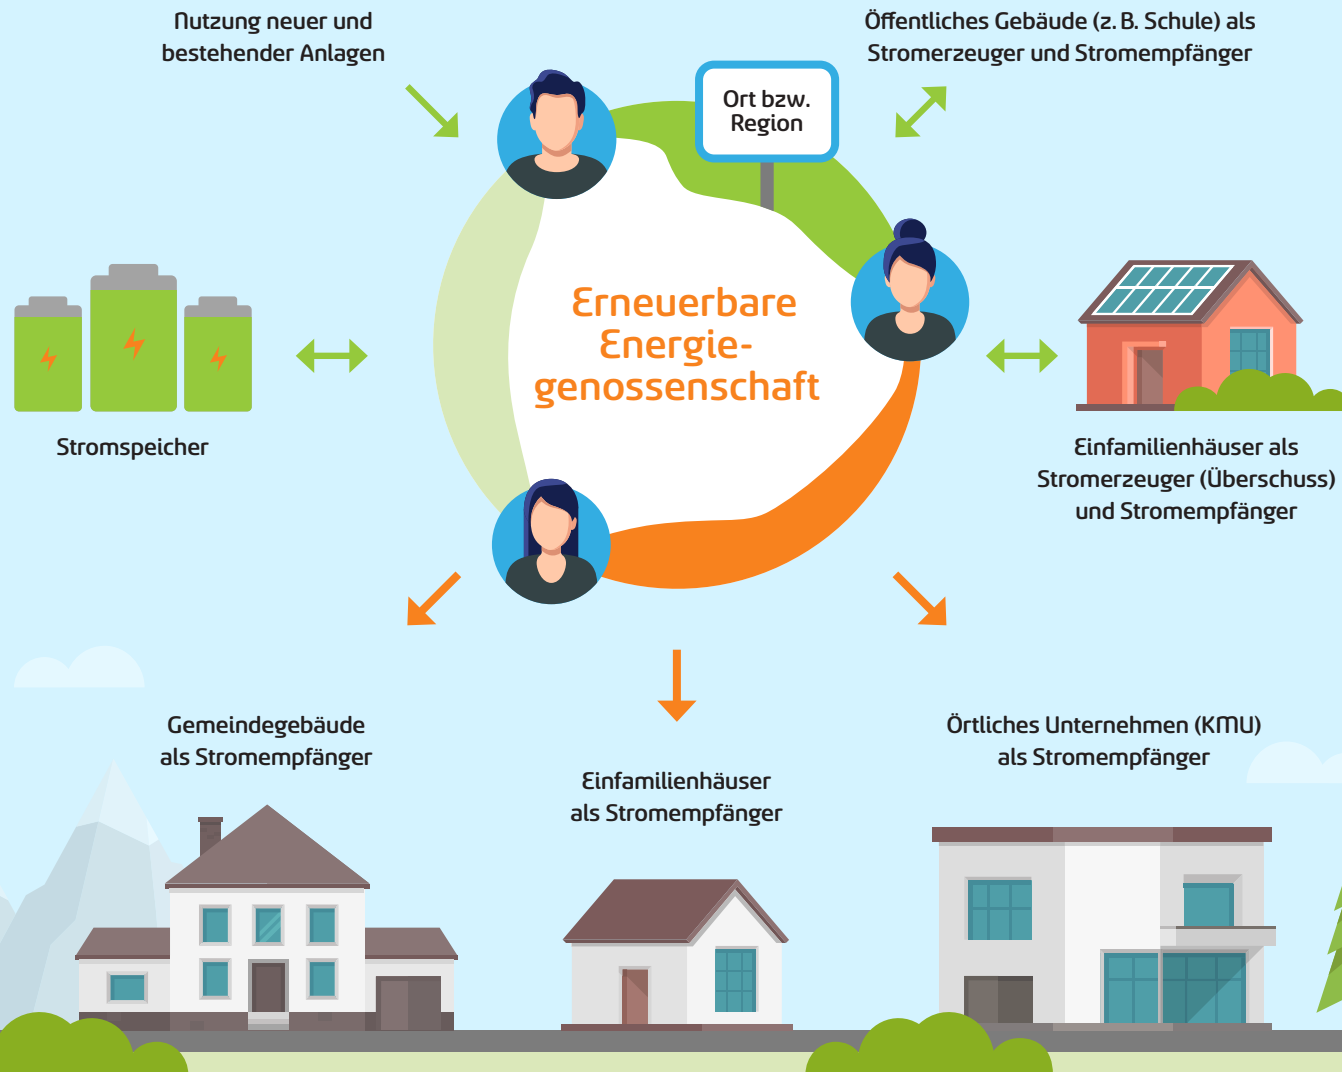 Nutzung neuer und
bestehender Anlagen
Öffentliches Gebäude (z. B. Schule) als
Stromerzeuger und Stromempfänger
Ort bzw.
Region
Erneuerbare
Energie-
genossenschaft
Stromspeicher
Einfamilienhäuser als
Stromerzeuger (Überschuss)
und Stromempfänger
Gemeindegebäude
als Stromempfänger
Einfamilienhäuser
als Stromempfänger
Örtliches Unternehmen (KMU)
als Stromempfänger